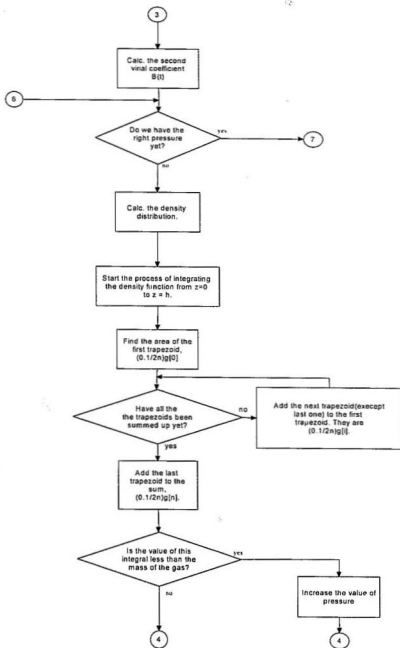 3
Calc. the second
virial coefficient
B(t)
6
Do we have the
right pressure
yet?
yes
7
no
Calc. the density
distribution.
Start the process of integrating
the density function from z=0
to z = h.
Find the area of the
first trapezoid,
(0.1/2n)g[0]
Have all the
the trapezoids been
summed up yet?
no
Add the next trapezoid(execept
last one) to the first
trapezoid. They are
(0.1/2n)g[i].
yes
Add the last
trapezoid to the
sum,
(0.1/2n)g[n].
Is the value of this
integral less than the
mass of the gas?
yes
no
Increase the value of
pressure
4
4